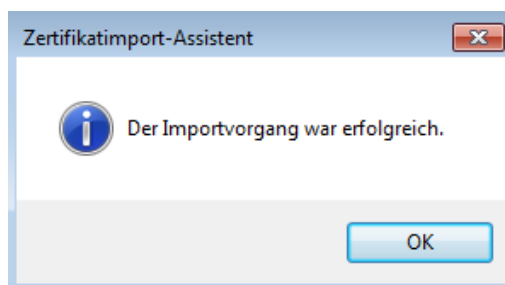 Zertifikatimport-Assistent
Der Importvorgang war erfolgreich.
OK